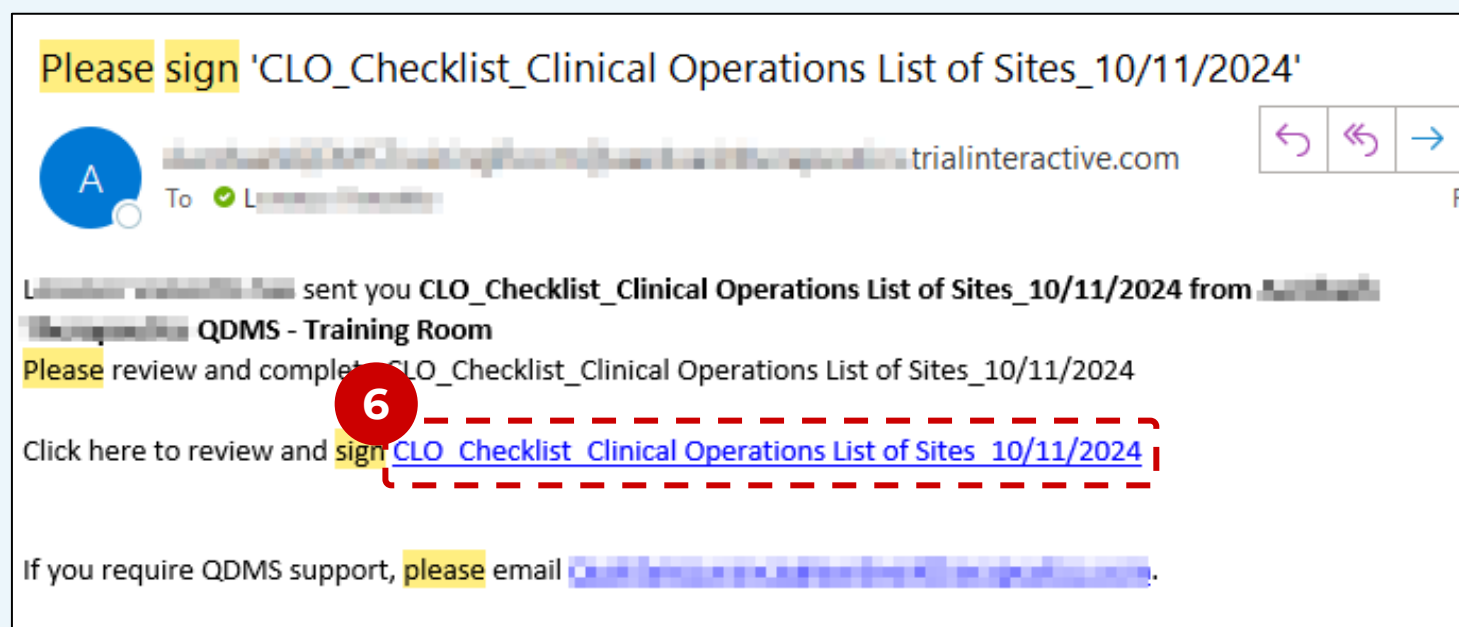 Please sign 'CLO_Checklist_Clinical Operations List of Sites_10/11/2024'
A
trialinteractive.com
To L
L sent you CLO_Checklist_Clinical Operations List of Sites_10/11/2024 from
QDMS - Training Room
Please review and complete CLO_Checklist_Clinical Operations List of Sites_10/11/2024
6
Click here to review and sign CLO_Checklist_Clinical Operations List of Sites_10/11/2024
If you require QDMS support, please email .